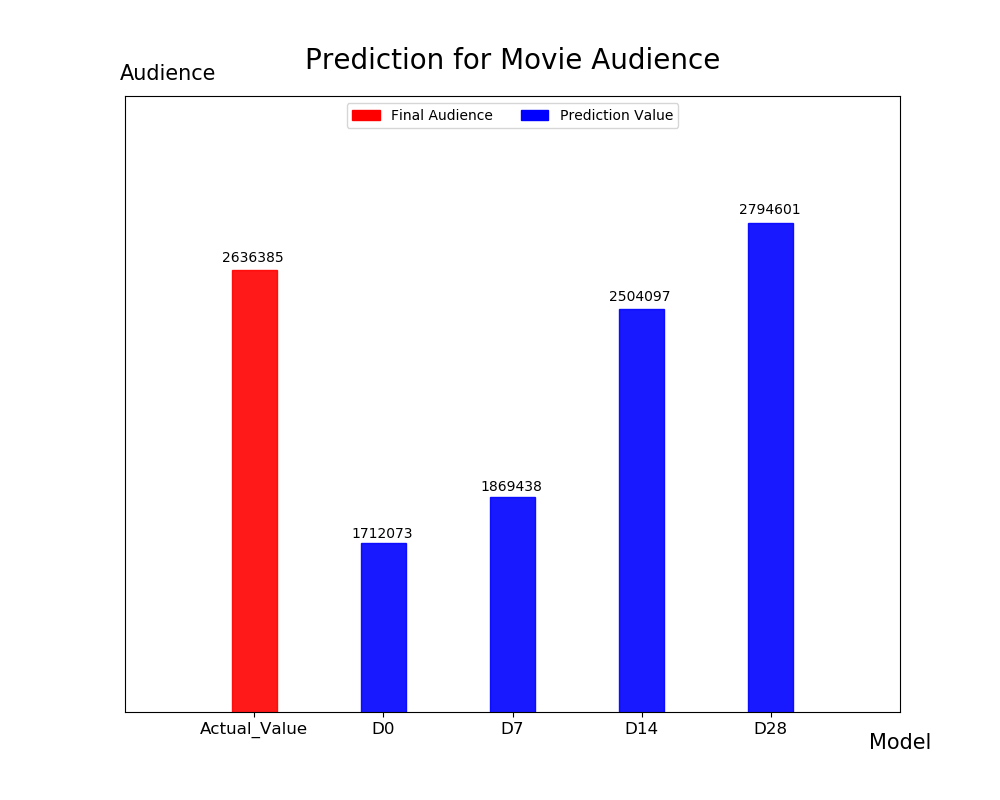 Prediction for Movie Audience
Audience
Final Audience
Prediction Value
2794601
2636385
2504097
1869438
1712073
Actual_Value
D0
D7
D14
D28
Model